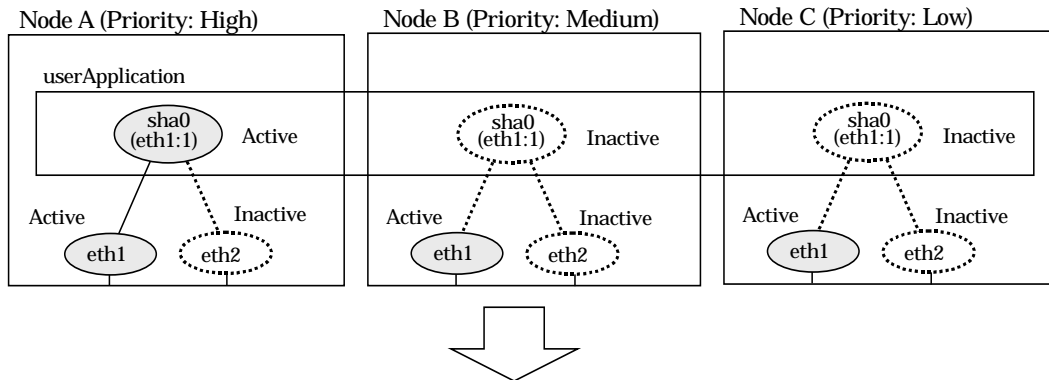 Node A (Priority: High)
Node B (Priority: Medium)
Node C (Priority: Low)
userApplication
sha0
(eth1:1)
Active
sha0
(eth1:1)
Inactive
sha0
(eth1:1)
Inactive
Active
Inactive
Active
Inactive
Active
Inactive
eth1
eth2
eth1
eth2
eth1
eth2